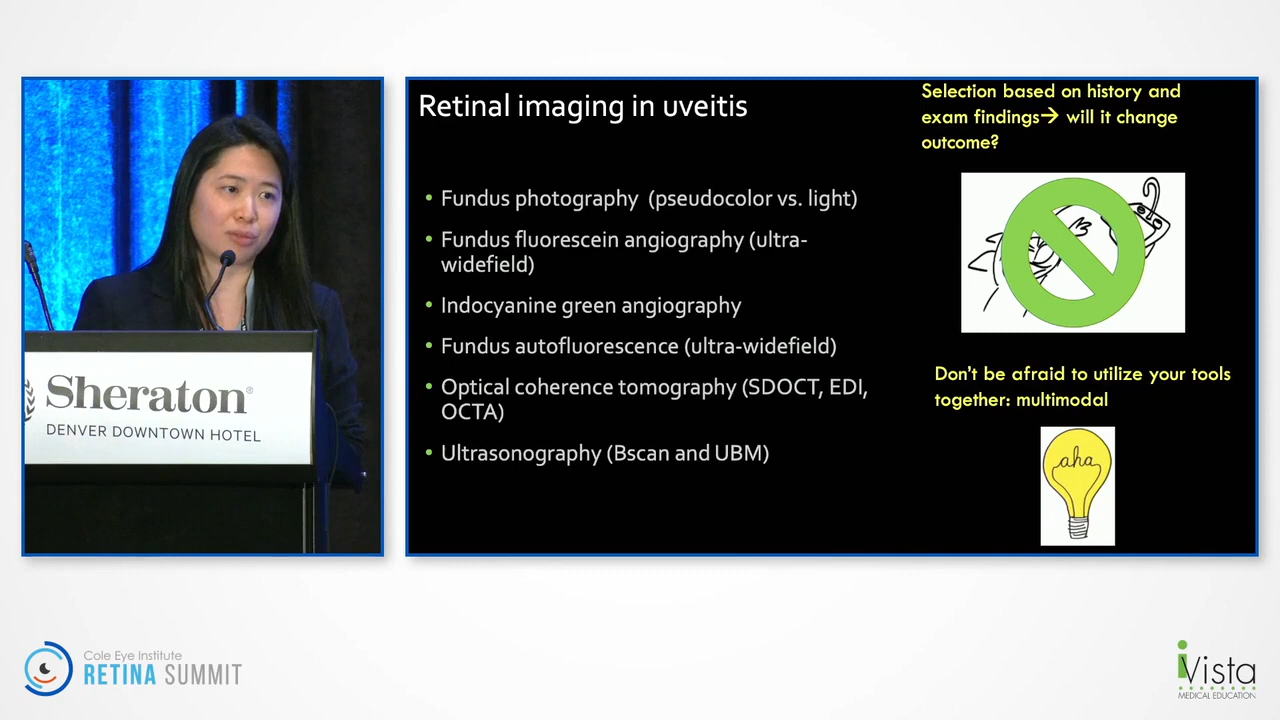 Retinal imaging in uveitis
• Fundus photography (pseudocolor vs. light)
• Fundus fluorescein angiography (ultra-
widefield)
• Indocyanine green angiography
• Fundus autofluorescence (ultra-widefield)
• Optical coherence tomography (SDOCT, EDI,
OCTA)
• Ultrasonography (Bscan and UBM)
Selection based on history and
exam findings→ will it change
outcome?
Don't be afraid to utilize your tools
together: multimodal
aha
Sheraton®
DENVER DOWNTOWN HOTEL
Cole Eye Institute
RETINA SUMMIT
iVista
MEDICAL EDUCATION